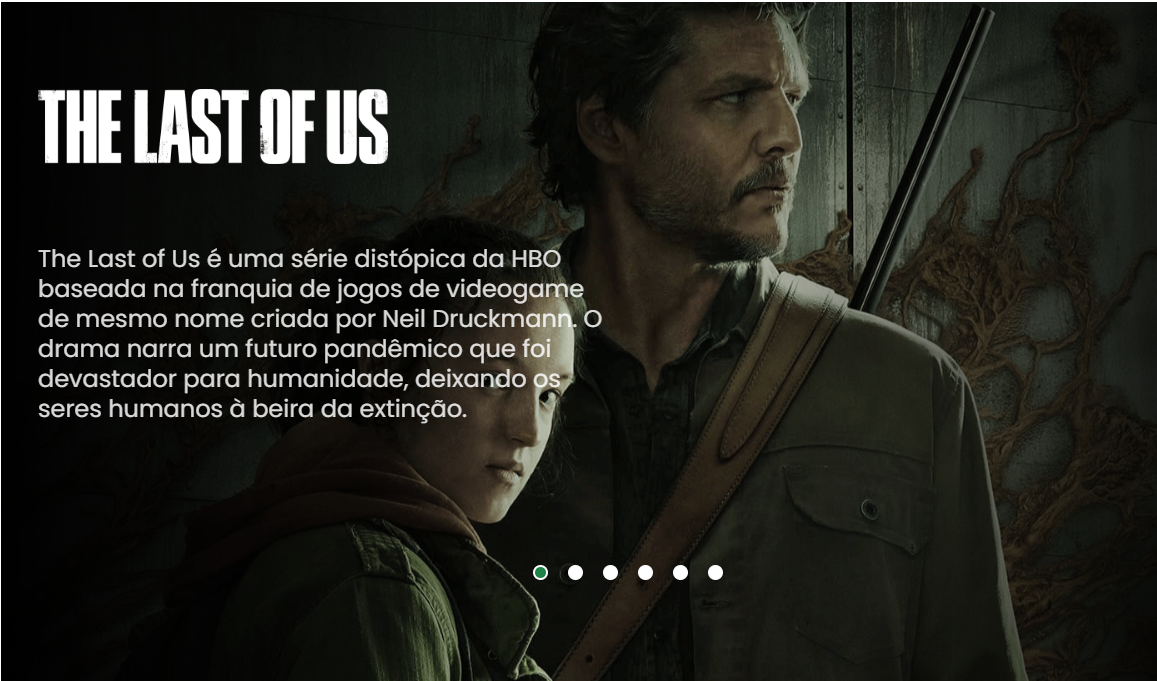 THE LAST OF US
The Last of Us é uma série distópica da HBO
baseada na franquia de jogos de videogame
de mesmo nome criada por Neil Druckmann. O
drama narra um futuro pandêmico que foi
devastador para humanidade, deixando os
seres humanos à beira da extinção.